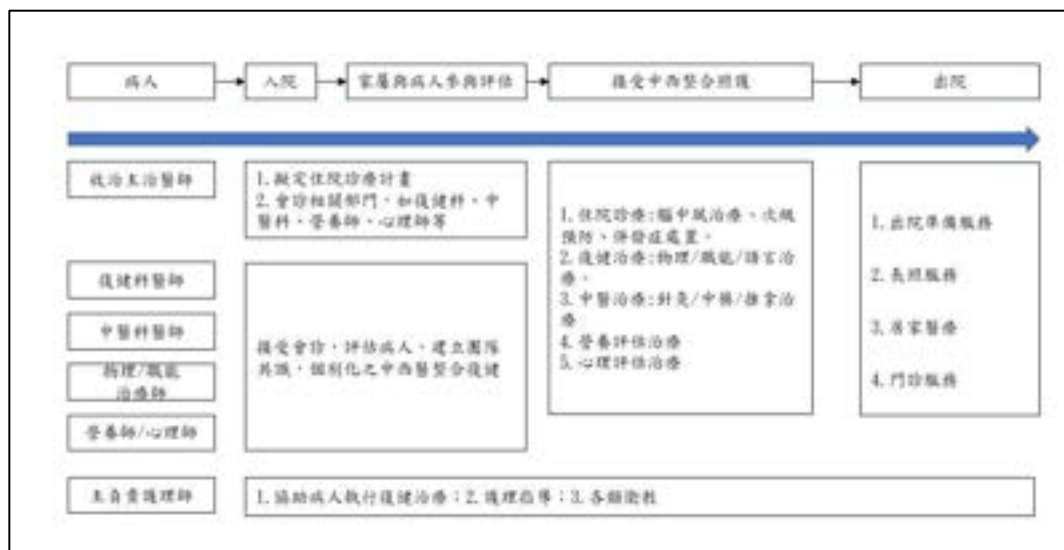 病人
入院
家屬與病人參與評估
接受中西整合照護
出院
收治主治醫師
1. 擬定住院診療計畫
2. 會診相關部門，如復健科、中
醫科、營養師、心理師等
復健科醫師
中醫科醫師
物理/職能
治療師
營養師/心理師
接受會診，評估病人，建立團隊
共識，個別化之中西醫整合復健
1. 住院診療:腦中風治療、次級
預防、併發症處置。
2. 復健治療:物理/職能/語言治
療。
3. 中醫治療:針灸/中藥/推拿治
療
4. 營養評估治療
5. 心理評估治療
1. 出院準備服務
2. 長照服務
3. 居家醫療
4. 門診服務
主負責護理師
1. 協助病人執行復健治療；2. 護理指導；3. 各類衛教